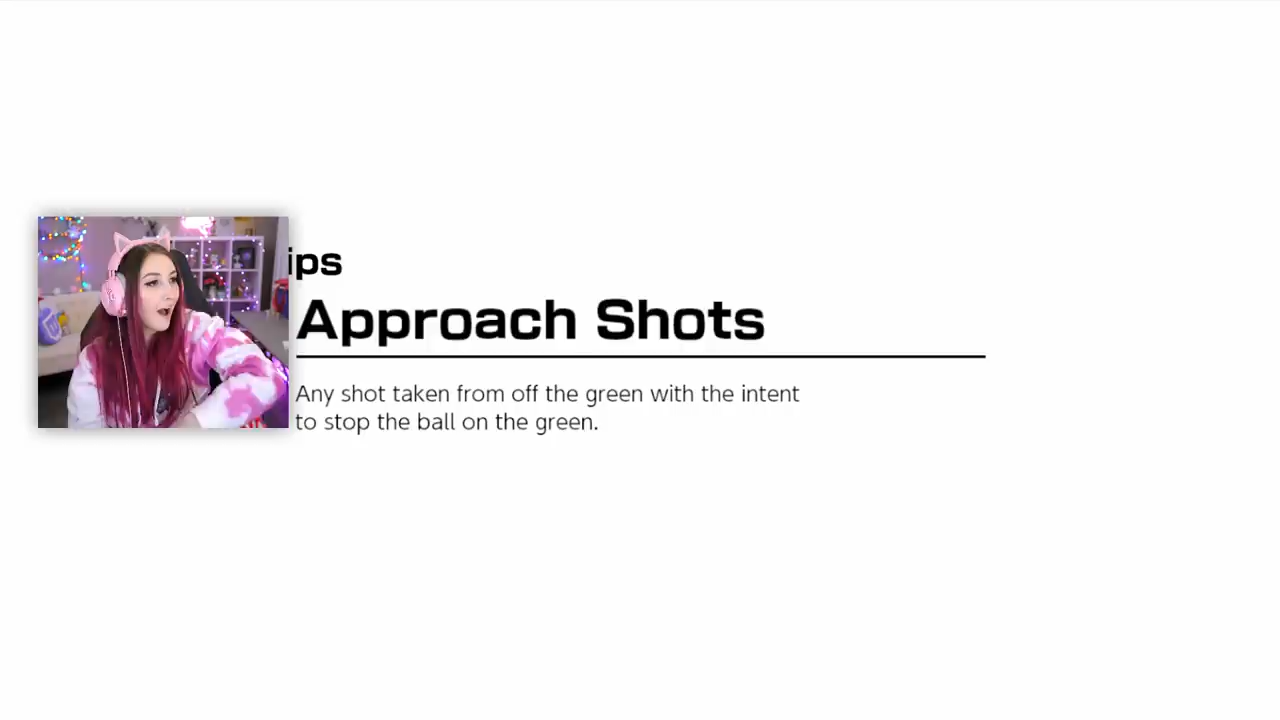 ips
Approach Shots
Any shot taken from off the green with the intent
to stop the ball on the green.